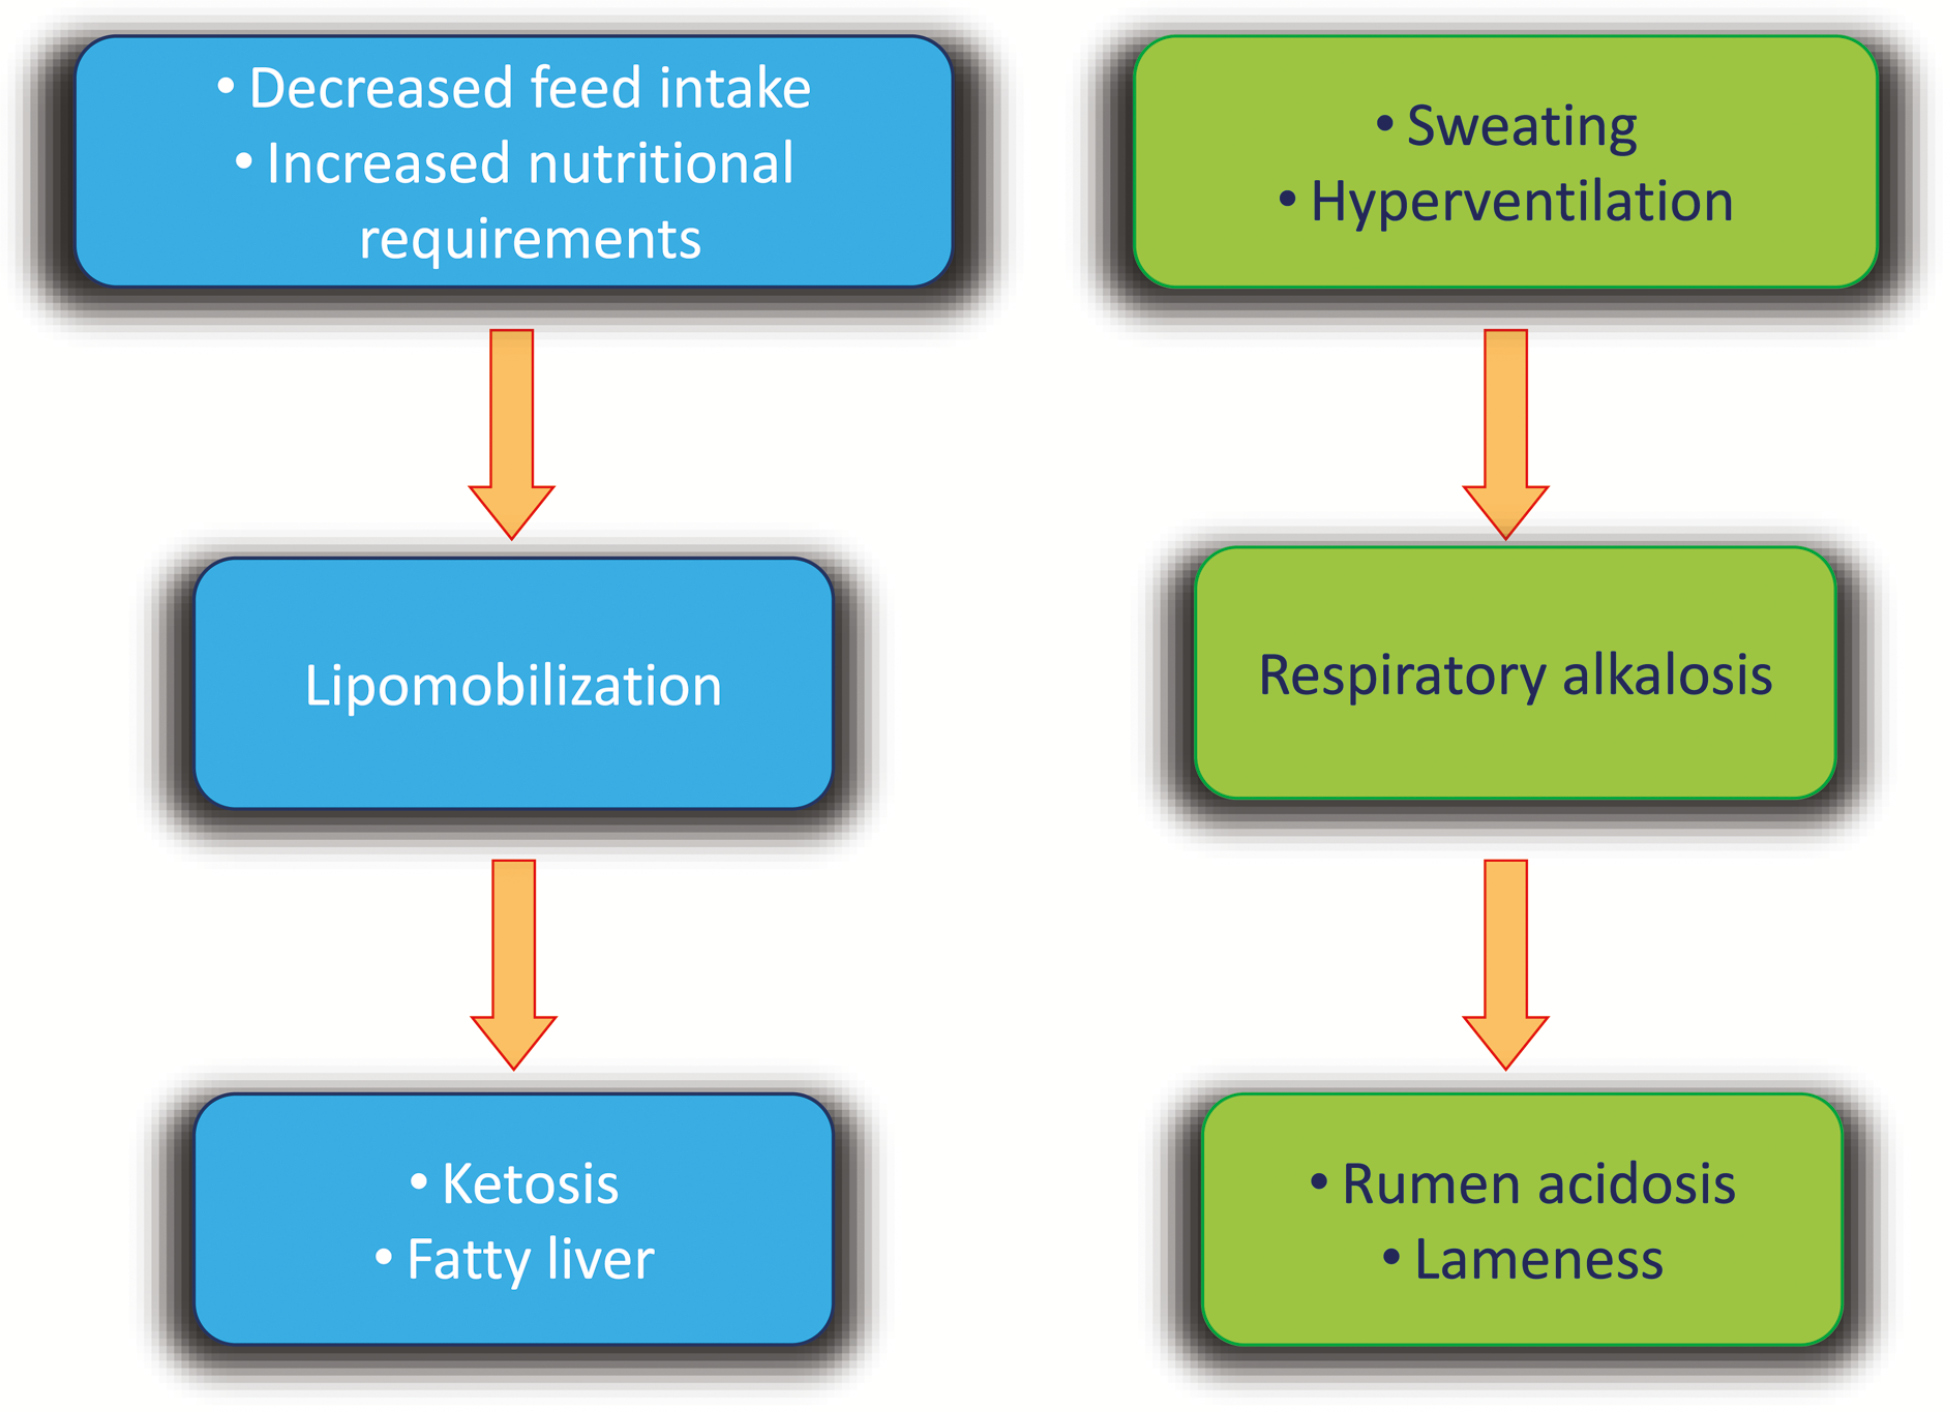 • Decreased feed intake
• Increased nutritional
requirements
Lipomobilization
• Ketosis
• Fatty liver
• Sweating
• Hyperventilation
Respiratory alkalosis
• Rumen acidosis
• Lameness